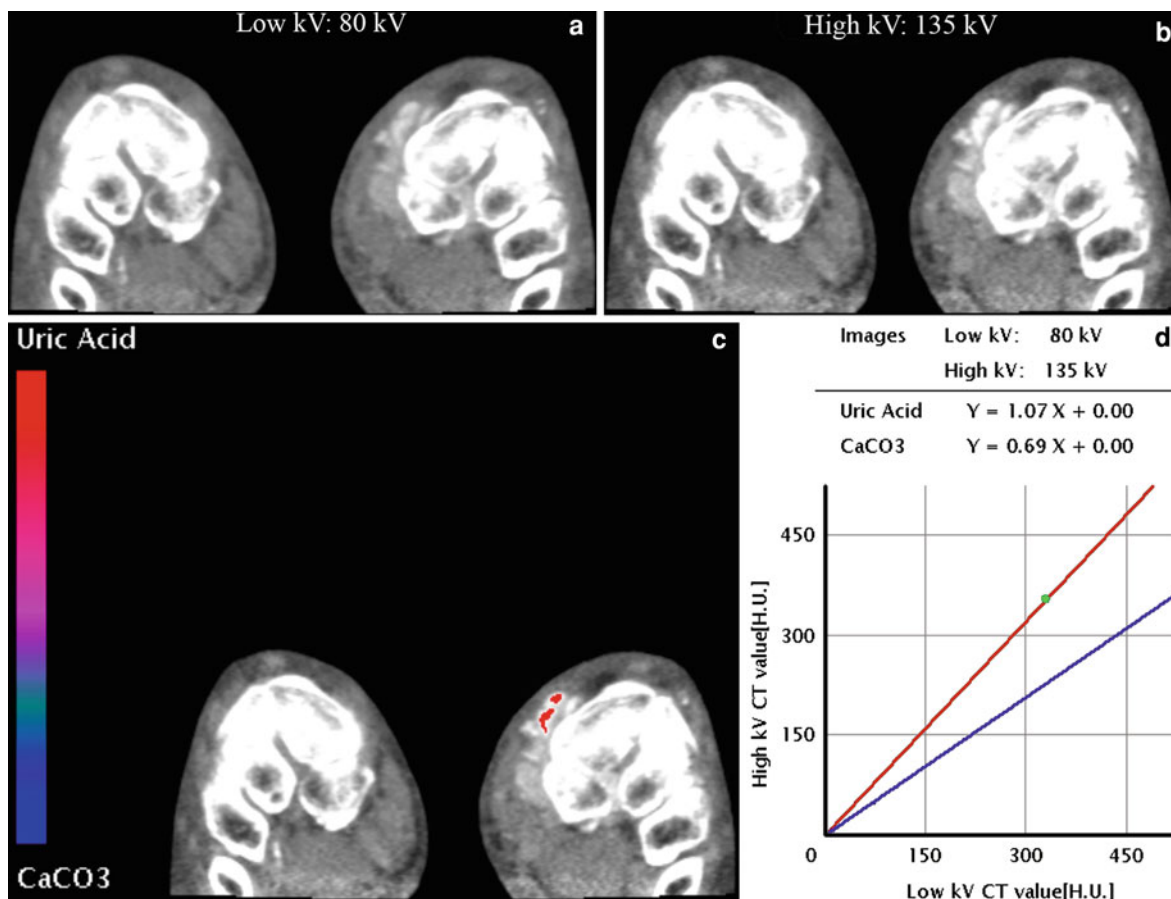 Low kV: 80 kV
a
High kV: 135 kV
b
Uric Acid
c
CaCO3
Images Low kV: 80 kV
d
High kV: 135 kV
Uric Acid Y = 1.07 X + 0.00
CaCO3 Y = 0.69 X + 0.00
High kV CT value[H.U.]
450
300
150
0 150 300 450
Low kV CT value[H.U.]